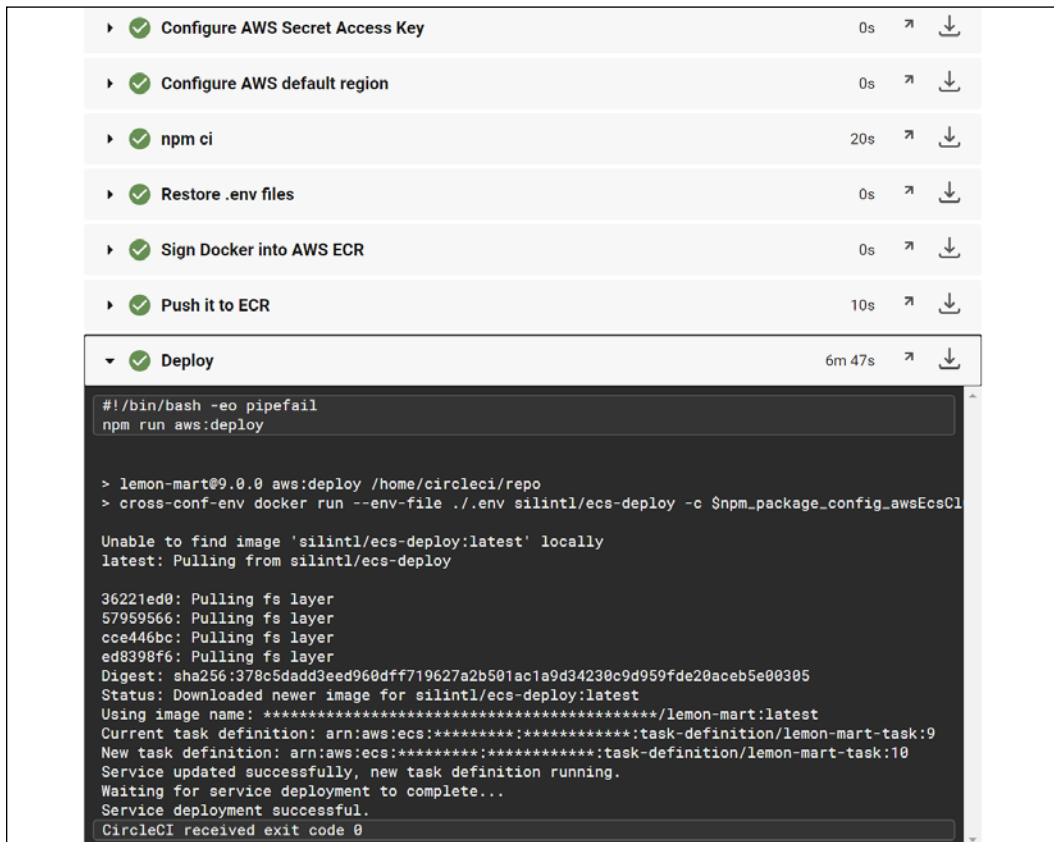 Configure AWS Secret Access Key 0s
Configure AWS default region 0s
npm ci 20s
Restore .env files 0s
Sign Docker into AWS ECR 0s
Push it to ECR 10s
Deploy 6m 47s
#!/bin/bash -eo pipefail
npm run aws:deploy
> lemon-mart@9.0.0 aws:deploy /home/circleci/repo
> cross-conf-env docker run --env-file ./.env silintl/ecs-deploy -c $npm_package_config_awsEcsCl
Unable to find image 'silintl/ecs-deploy:latest' locally
latest: Pulling from silintl/ecs-deploy
36221ed0: Pulling fs layer
57959566: Pulling fs layer
cce446bc: Pulling fs layer
ed8398f6: Pulling fs layer
Digest: sha256:378c5dadd3eed960dff719627a2b501ac1a9d34230c9d959fde20aceb5e00305
Status: Downloaded newer image for silintl/ecs-deploy:latest
Using image name: ********************************************/lemon-mart:latest
Current task definition: arn:aws:ecs:*********:************:task-definition/lemon-mart-task:9
New task definition: arn:aws:ecs:*********:************:task-definition/lemon-mart-task:10
Service updated successfully, new task definition running.
Waiting for service deployment to complete...
Service deployment successful.
CircleCI received exit code 0